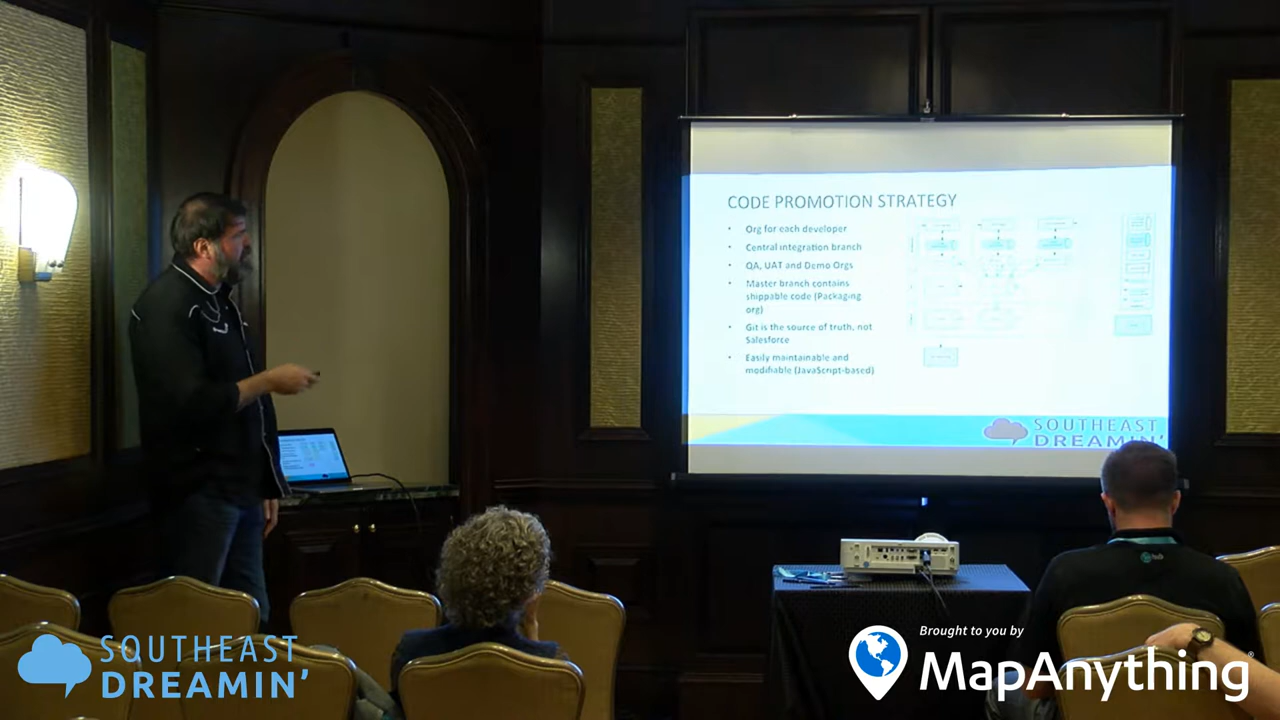 CODE PROMOTION STRATEGY
• Org for each developer
• Central integration branch
• QA, UAT and Demo Orgs
• Master branch contains
shippable code (Packaging
org)
• Git is the source of truth, not
Salesforce
• Easily maintainable and
modifiable (JavaScript-based)
SOUTHEAST
DREAMIN'
SOUTHEAST
DREAMIN'
Brought to you by
MapAnything